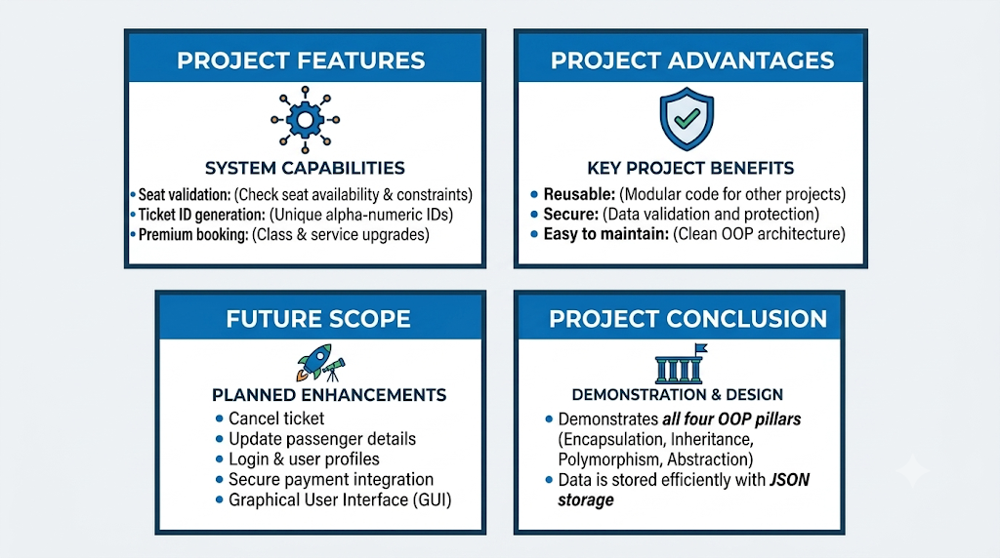 PROJECT FEATURES
SYSTEM CAPABILITIES
• Seat validation: (Check seat availability & constraints)
• Ticket ID generation: (Unique alpha-numeric IDs)
• Premium booking: (Class & service upgrades)
PROJECT ADVANTAGES
KEY PROJECT BENEFITS
• Reusable: (Modular code for other projects)
• Secure: (Data validation and protection)
• Easy to maintain: (Clean OOP architecture)
FUTURE SCOPE
PLANNED ENHANCEMENTS
• Cancel ticket
• Update passenger details
• Login & user profiles
• Secure payment integration
• Graphical User Interface (GUI)
PROJECT CONCLUSION
DEMONSTRATION & DESIGN
• Demonstrates all four OOP pillars
(Encapsulation, Inheritance,
Polymorphism, Abstraction)
• Data is stored efficiently with JSON
storage